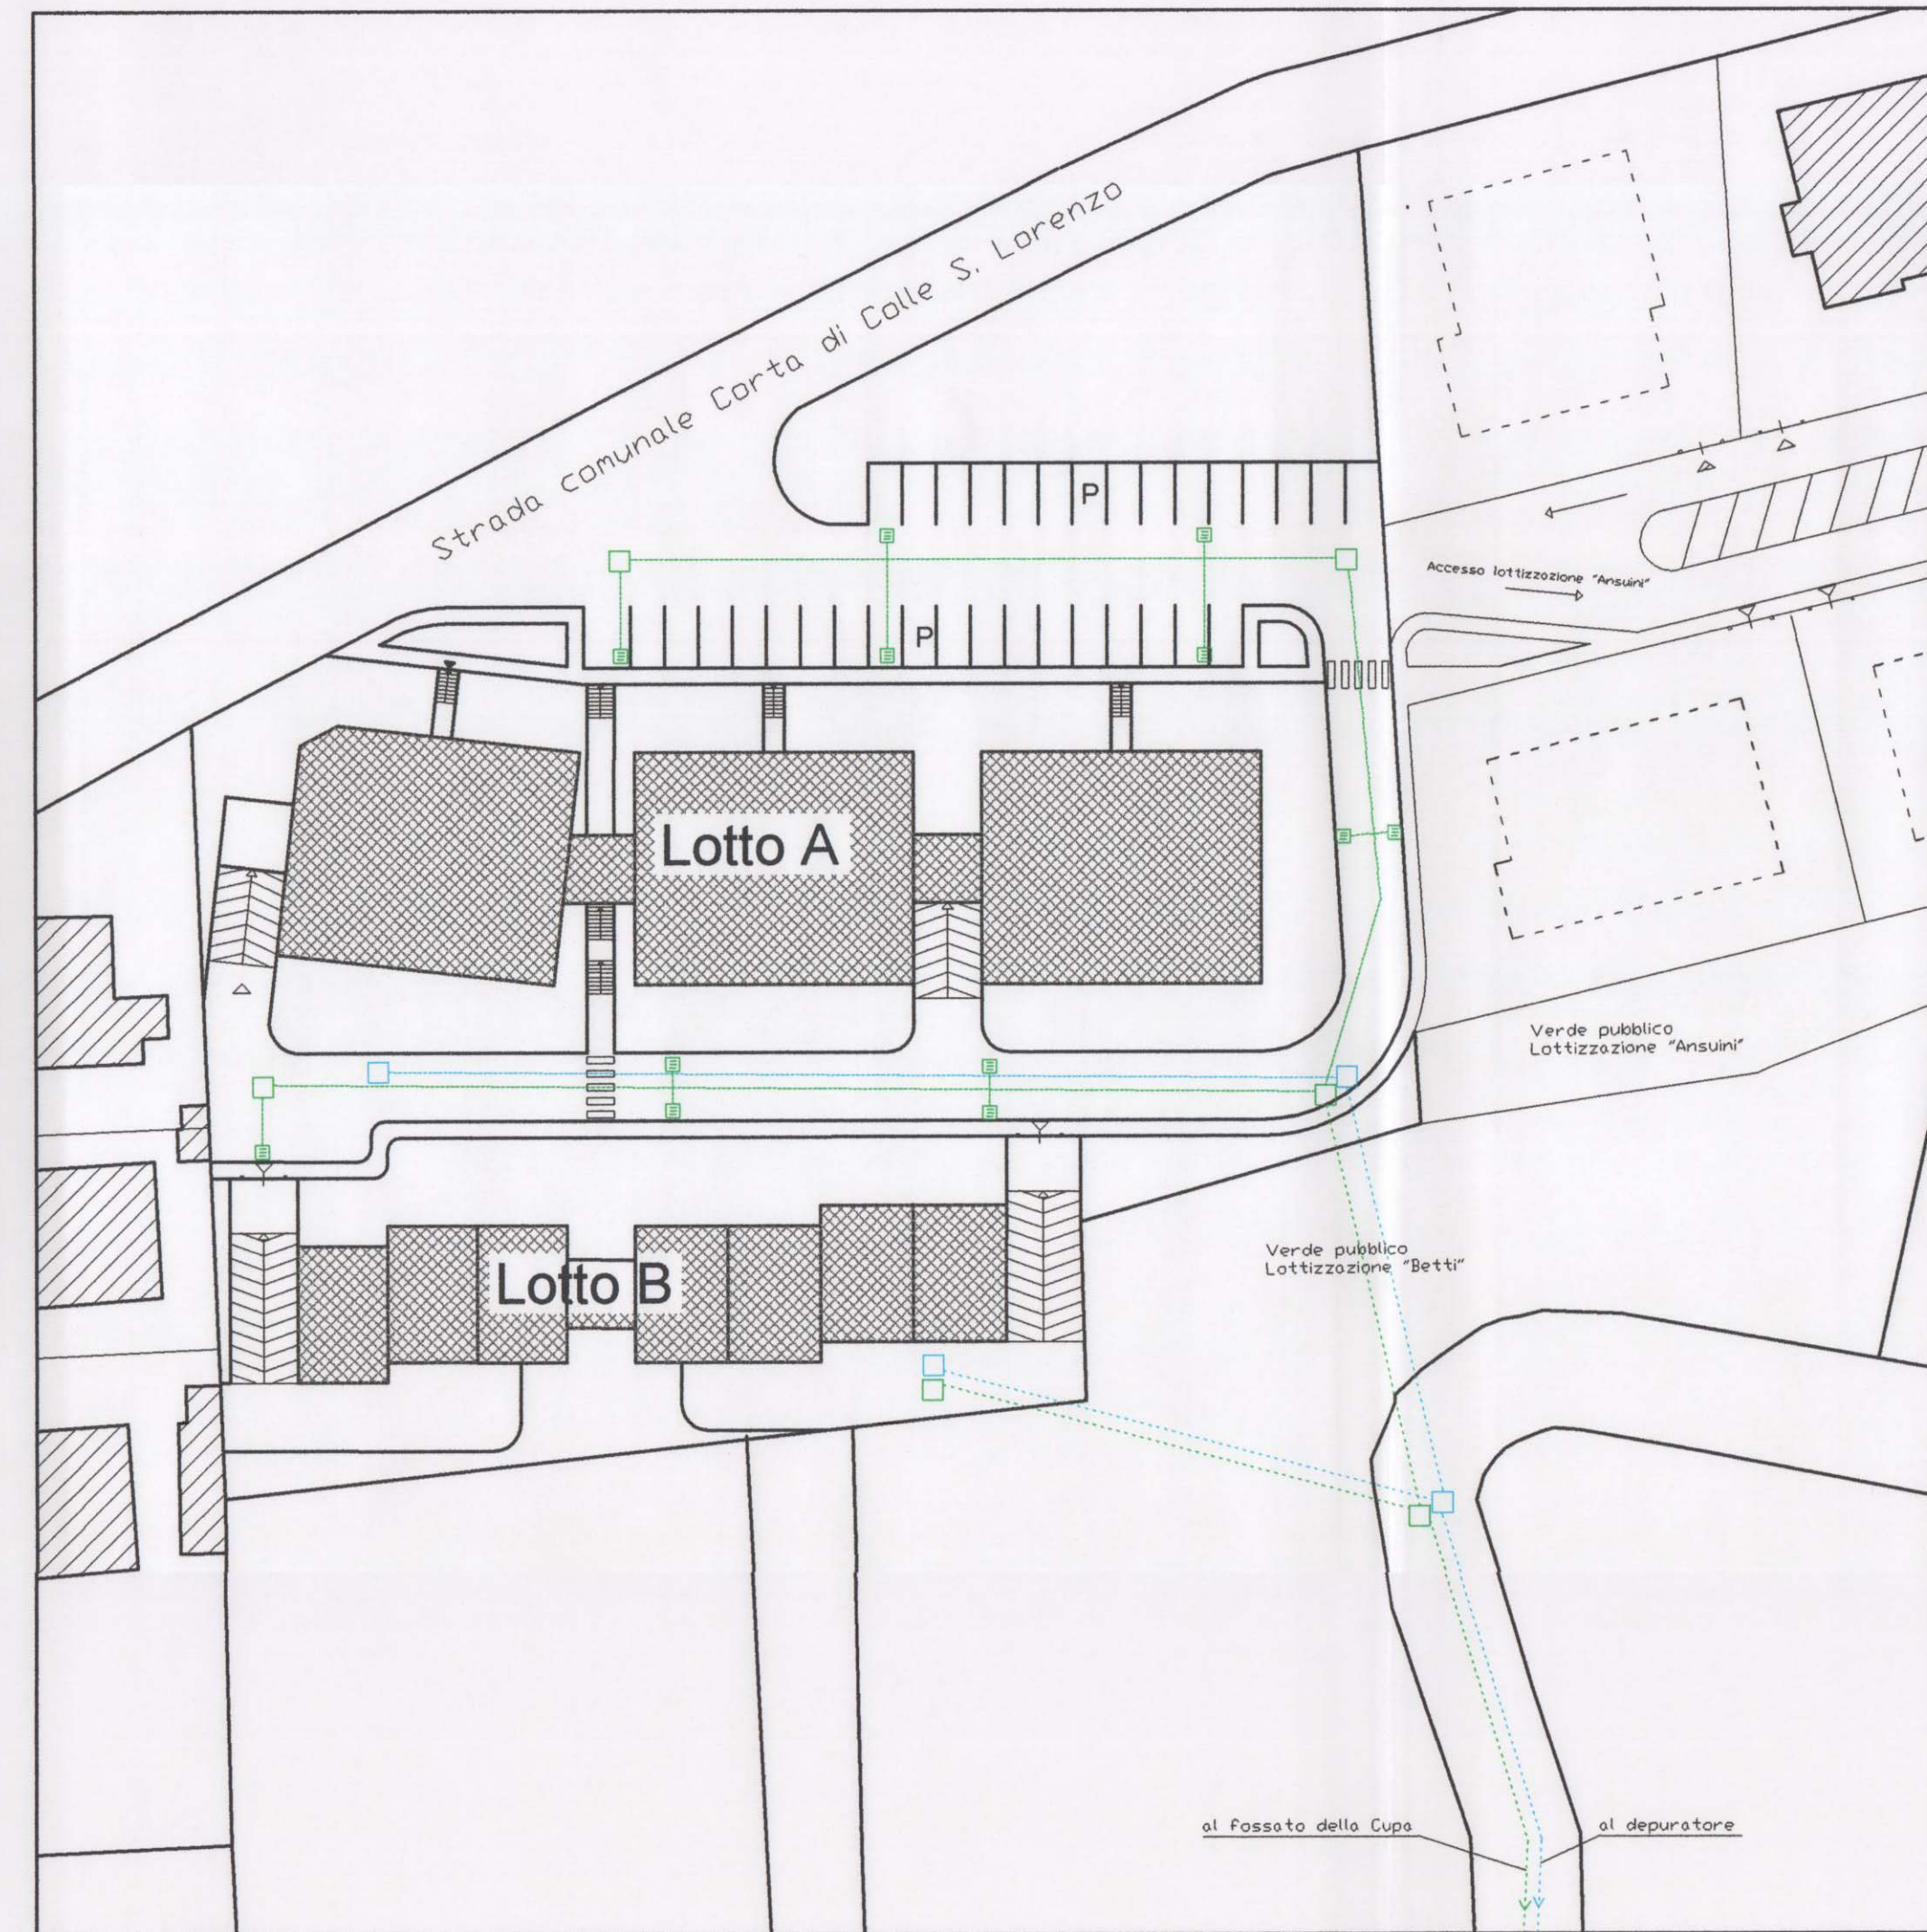 Strada comunale Corta di Colle S. Lorenzo
P
Accesso lottizzazione "Ansuini"
P
Lotto A
Verde pubblico
Lottizzazione "Ansuini"
Verde pubblico
Lottizzazione "Betti"
Lotto B
al fossato della Cupa
al depuratore